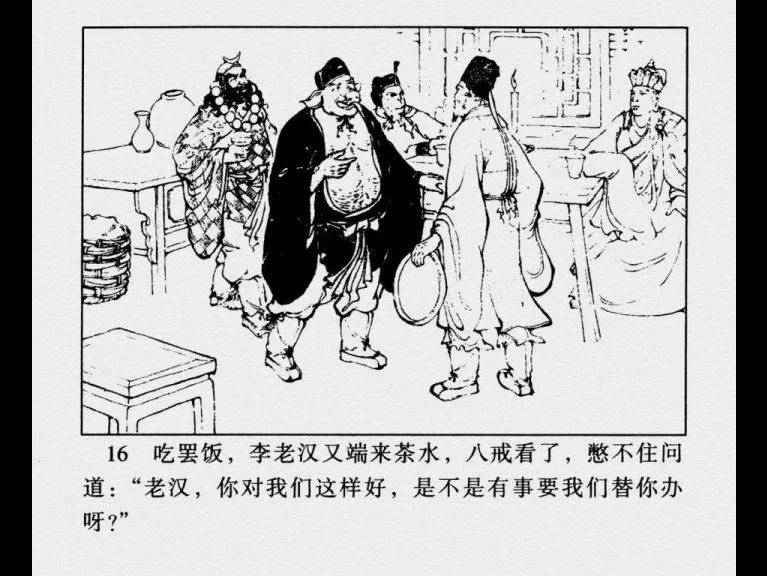 16 吃罢饭，李老汉又端来茶水，八戒看了，憋不住问
道：“老汉，你对我们这样好，是不是有事要我们替你办
呀？”